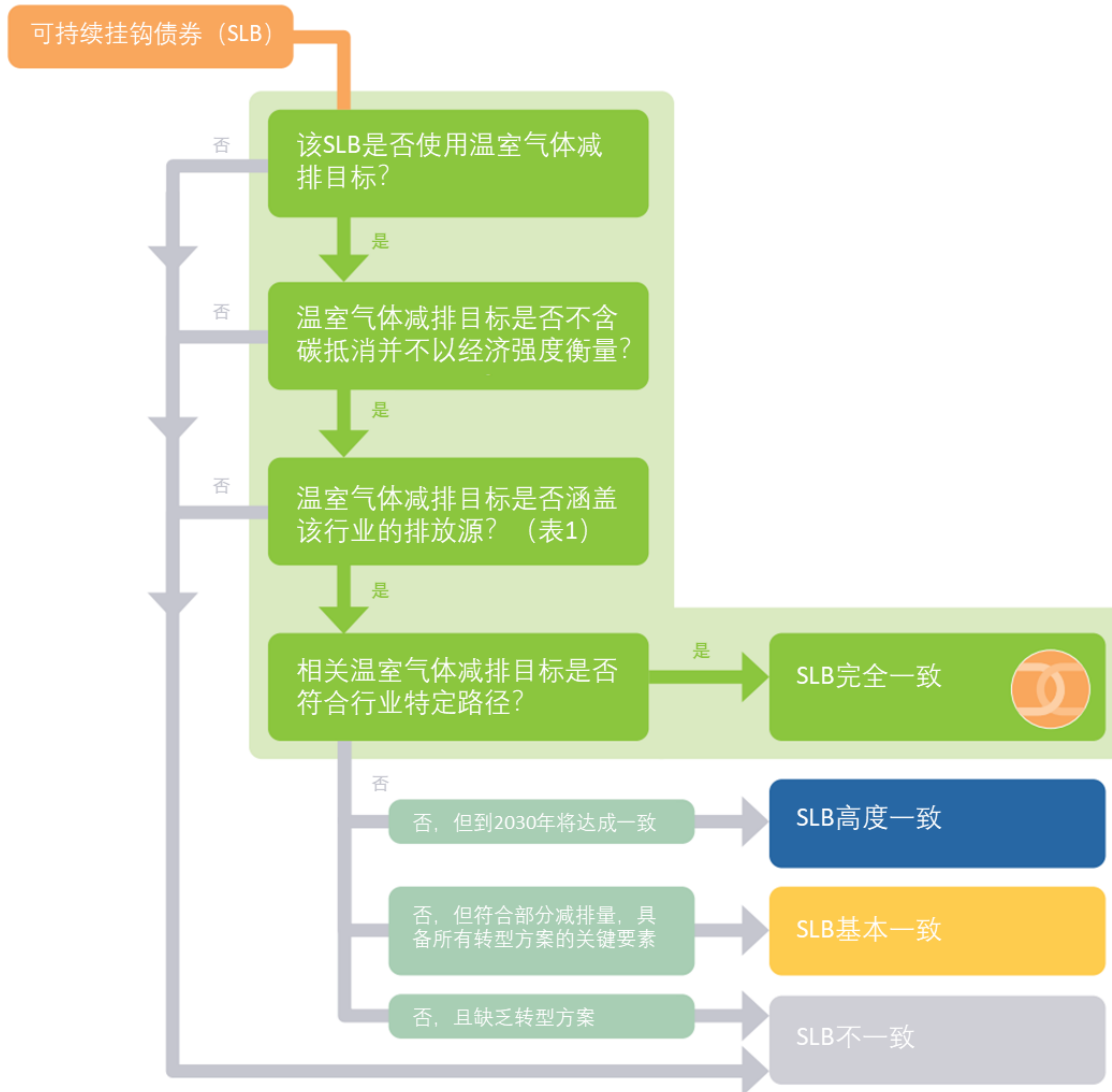 可持续挂钩债券（SLB）
否
该SLB是否使用温室气体减
排目标？
是
否
温室气体减排目标是否不含
碳抵消并不以经济强度衡量？
是
否
温室气体减排目标是否涵盖
该行业的排放源？（表1）
是
相关温室气体减排目标是否
符合行业特定路径？
是
SLB完全一致
否
否，但到2030年将达成一致
SLB高度一致
否，但符合部分减排量，具
备所有转型方案的关键要素
SLB基本一致
否，且缺乏转型方案
SLB不一致